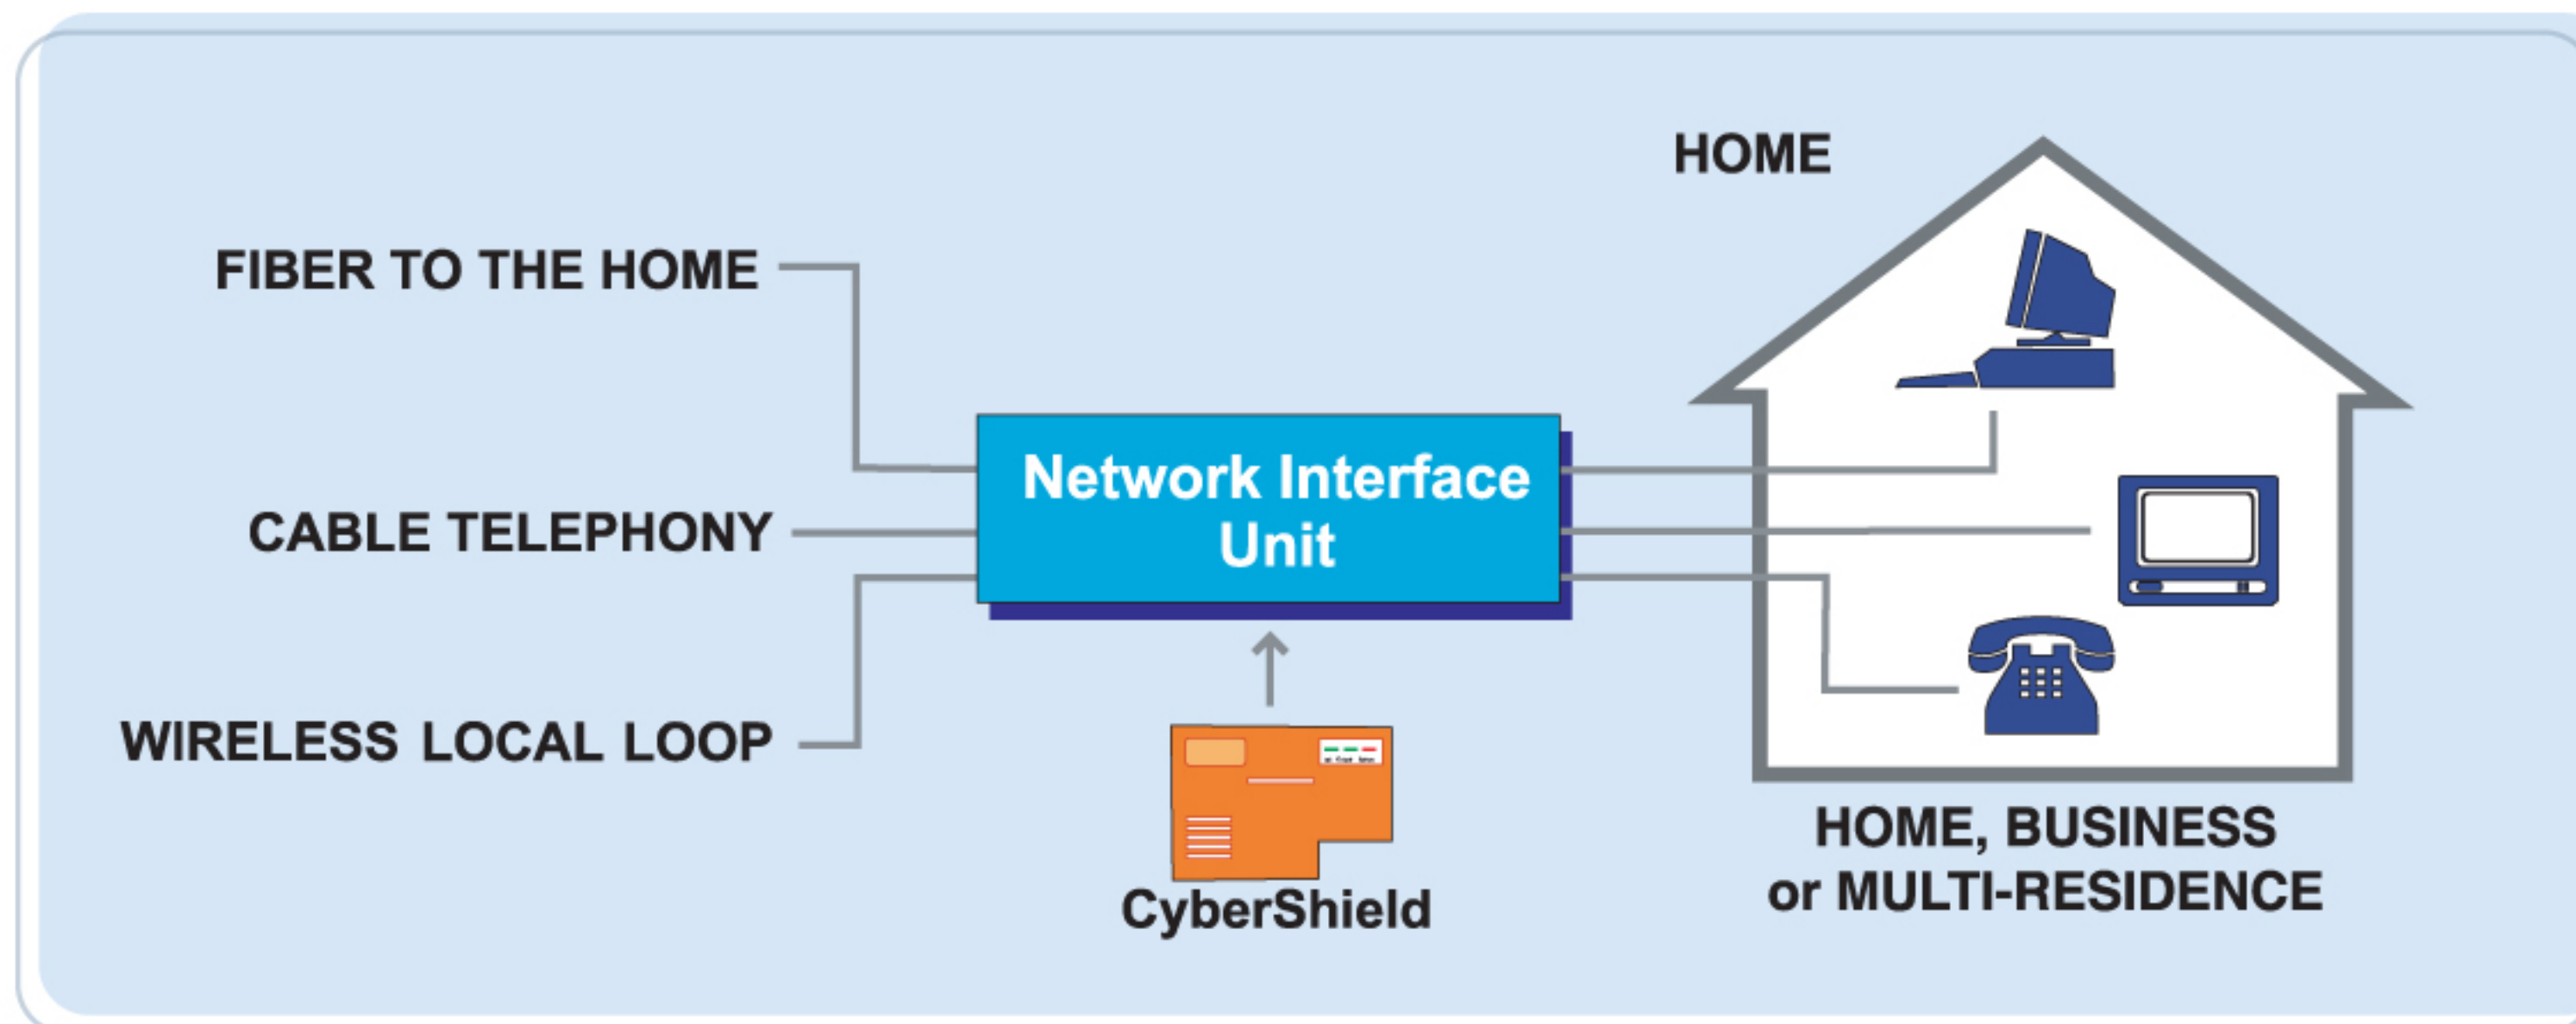 HOME
FIBER TO THE HOME
Network Interface
Unit
CABLE TELEPHONY
WIRELESS LOCAL LOOP
CyberShield
HOME, BUSINESS
or MULTI-RESIDENCE